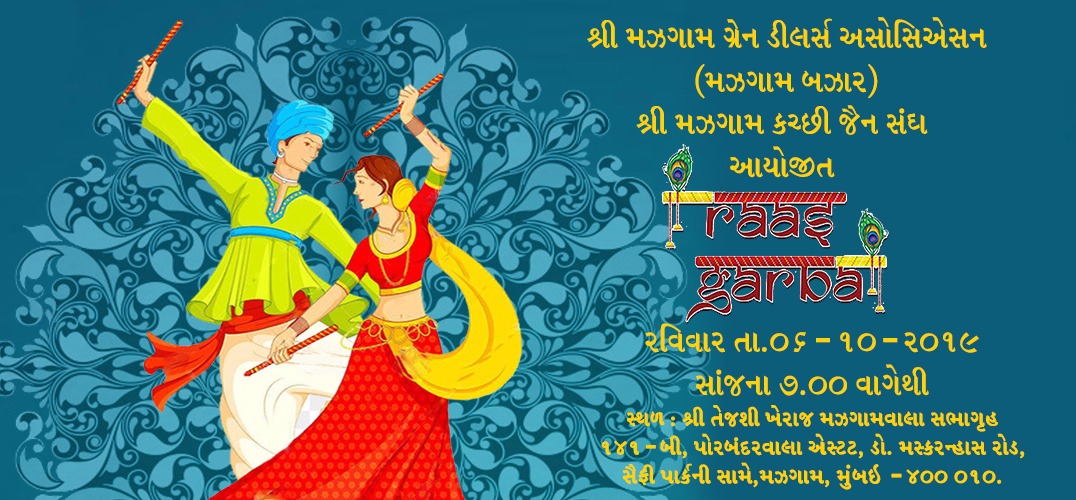 શ્રી મઝગામ ગ્રેન ડીલર્સ અસોસિએસન
(મઝગામ બઝાર)
શ્રી મઝગામ કચ્છી જૈન સંઘ
આયોજીત
raas
garba
રવિવાર તા.૦૬ – ૧૦ – ૨૦૧૯
સાંજના ૭.૦૦ વાગેથી
સ્થળ : શ્રી તેજશી ખેરાજ મઝગામવાલા સભાગૃહ
૧૪૧ – બી, પોરબંદરવાલા એસ્ટટ, ડો. મસ્કરન્હાસ રોડ,
સૈફી પાર્કની સામે,મઝગામ, મુંબઇ – ૪૦૦ ૦૧૦.